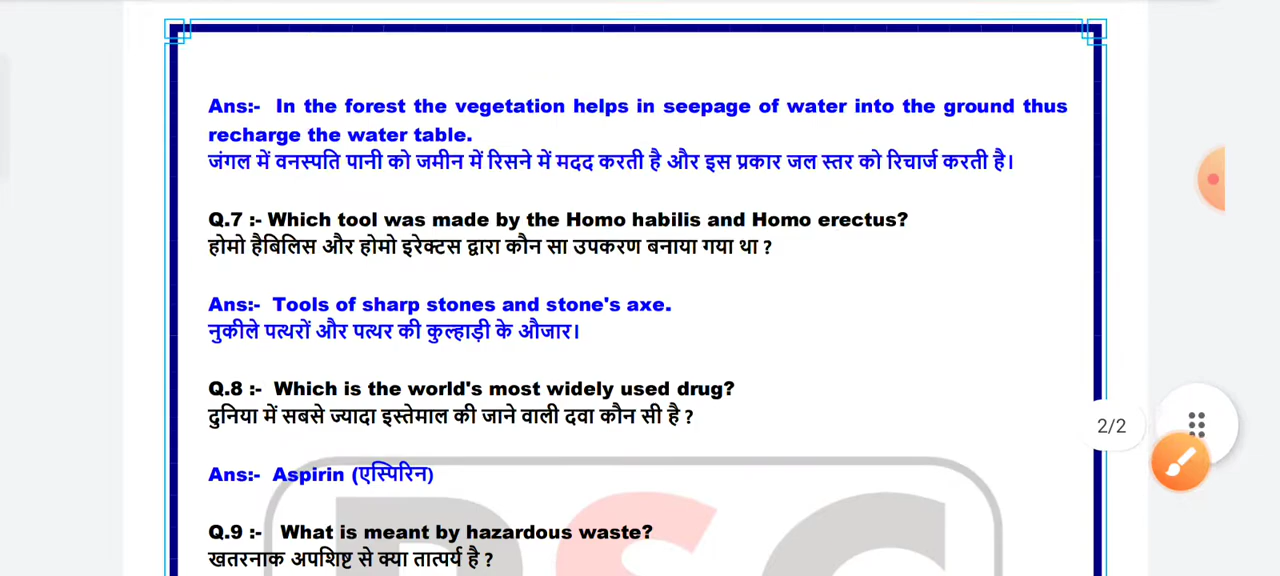 Ans:- In the forest the vegetation helps in seepage of water into the ground thus
recharge the water table.
जंगल में वनस्पति पानी को जमीन में रिसने में मदद करती है और इस प्रकार जल स्तर को रिचार्ज करती है।
Q.7 :- Which tool was made by the Homo habilis and Homo erectus?
होमो हैबिलिस और होमो इरेक्टस द्वारा कौन सा उपकरण बनाया गया था ?
Ans:- Tools of sharp stones and stone's axe.
नुकीले पत्थरों और पत्थर की कुल्हाड़ी के औजार।
Q.8 :- Which is the world's most widely used drug?
दुनिया में सबसे ज्यादा इस्तेमाल की जाने वाली दवा कौन सी है ?
2/2
Ans:- Aspirin (एस्पिरिन)
Q.9 :- What is meant by hazardous waste?
खतरनाक अपशिष्ट से क्या तात्पर्य है ?